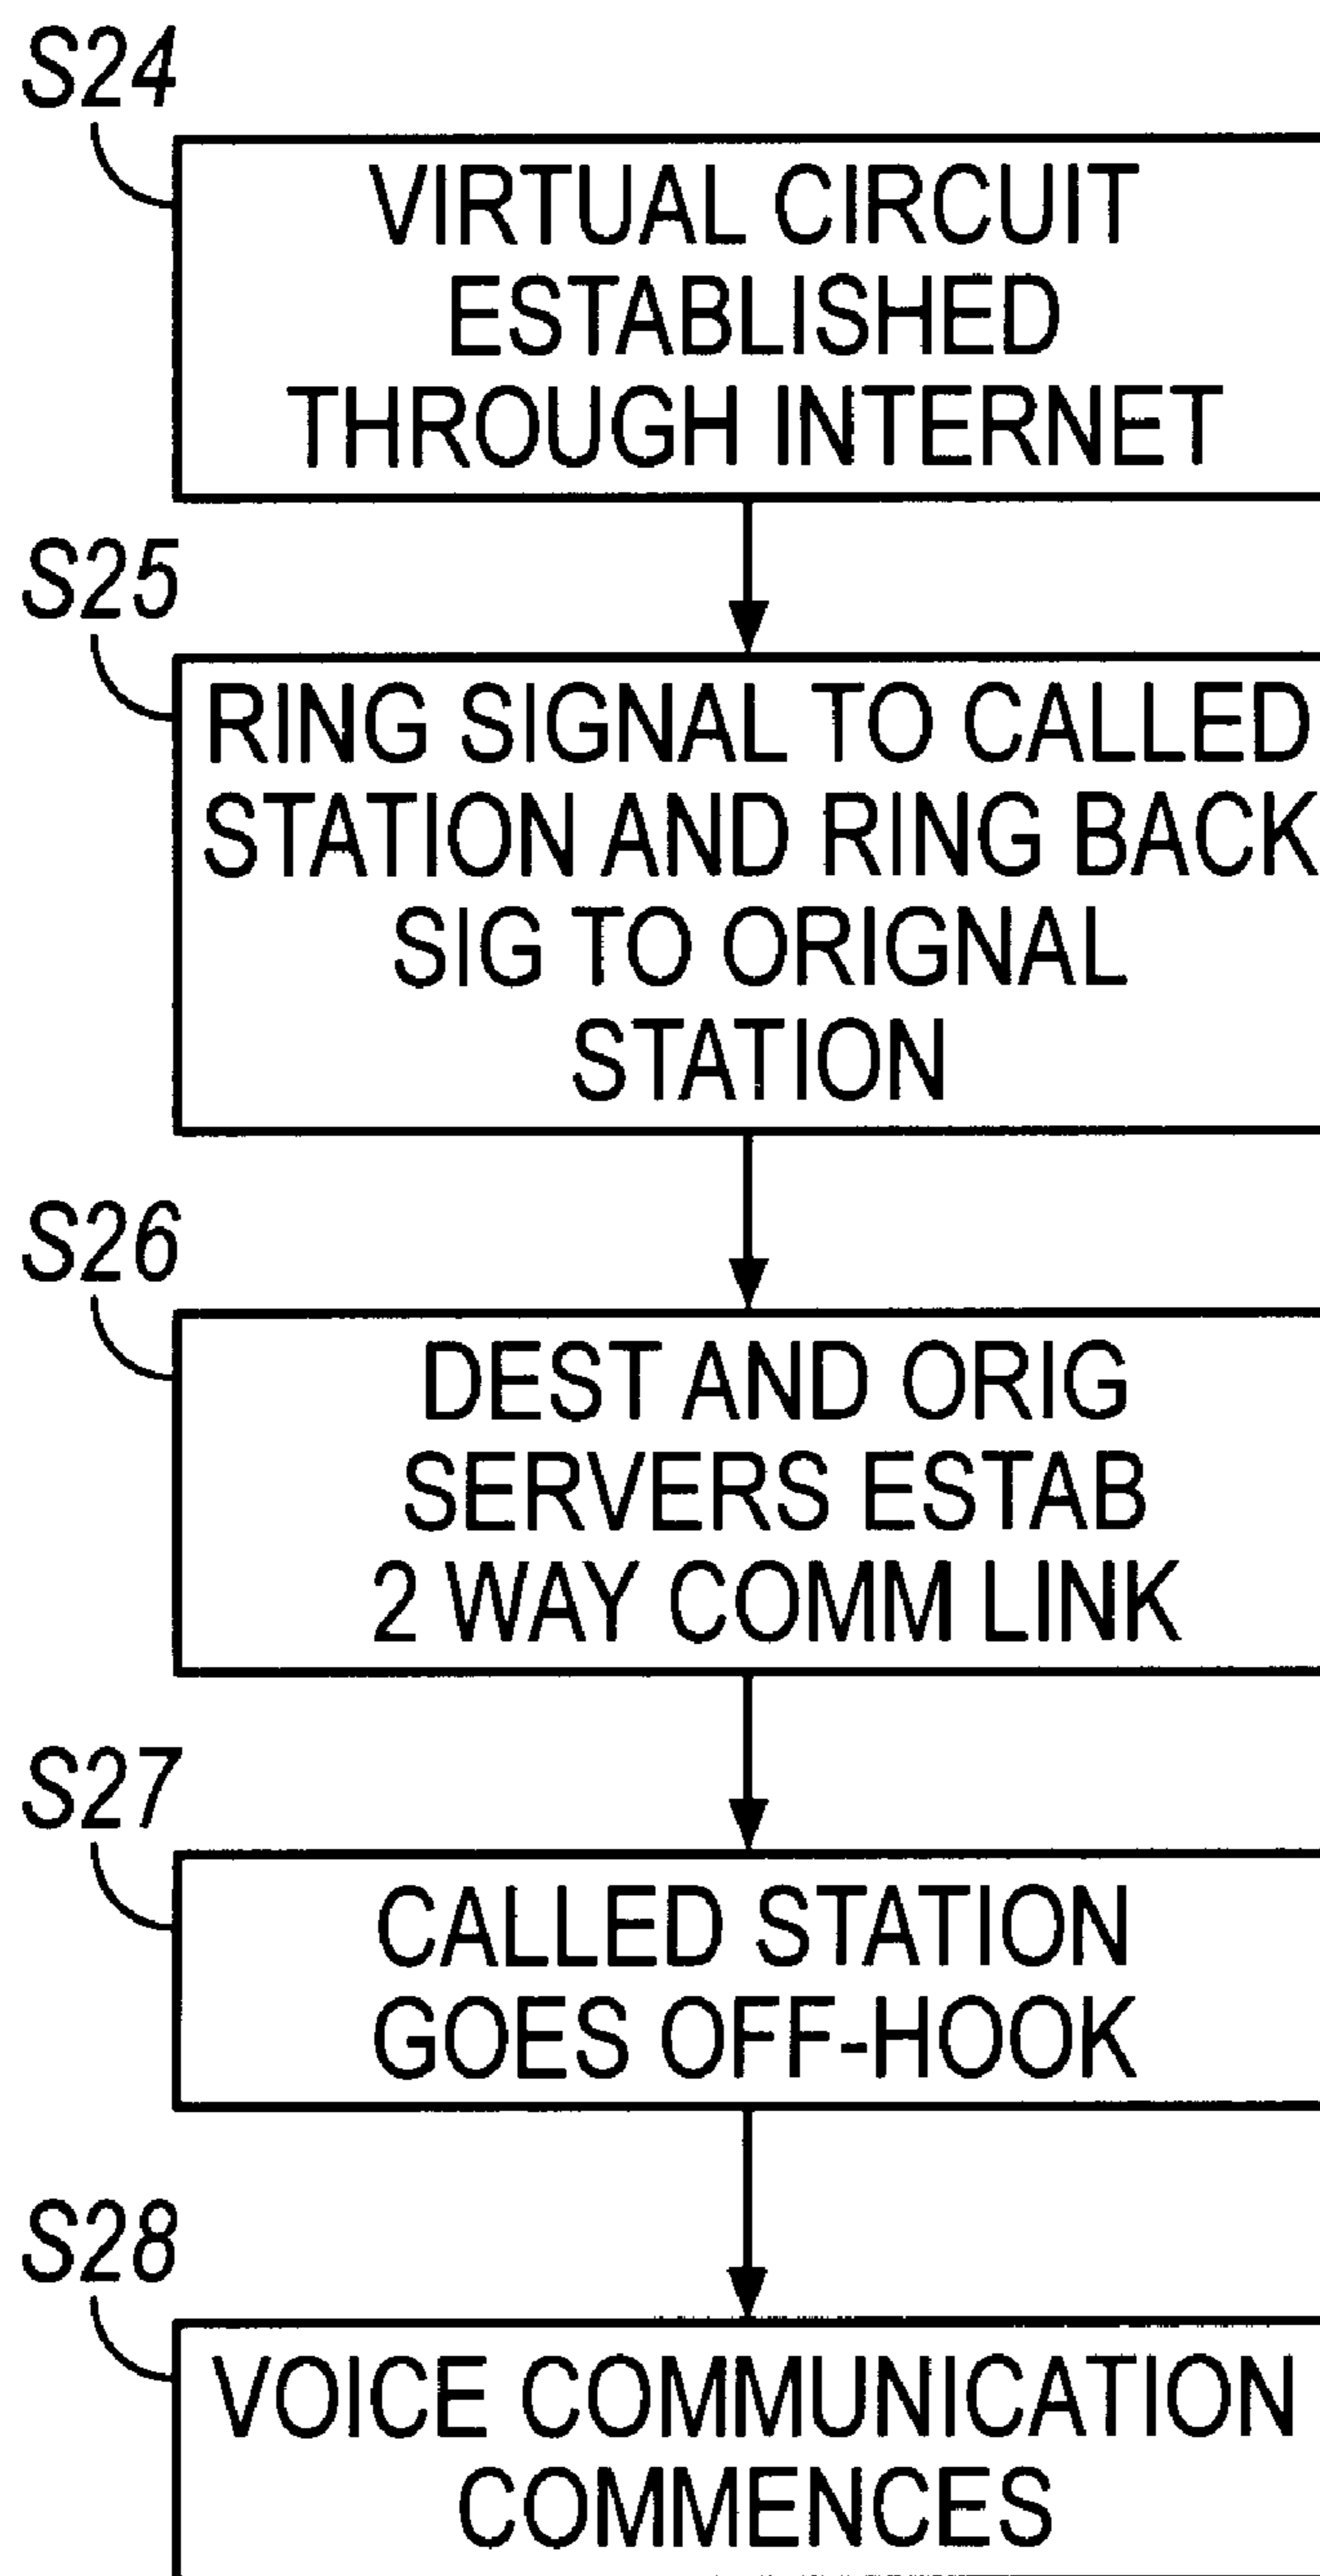 S24
VIRTUAL CIRCUIT
ESTABLISHED
THROUGH INTERNET
S25
RING SIGNAL TO CALLED
STATION AND RING BACK
SIG TO ORIGNAL
STATION
S26
DEST AND ORIG
SERVERS ESTAB
2 WAY COMM LINK
S27
CALLED STATION
GOES OFF-HOOK
S28
VOICE COMMUNICATION
COMMENCES